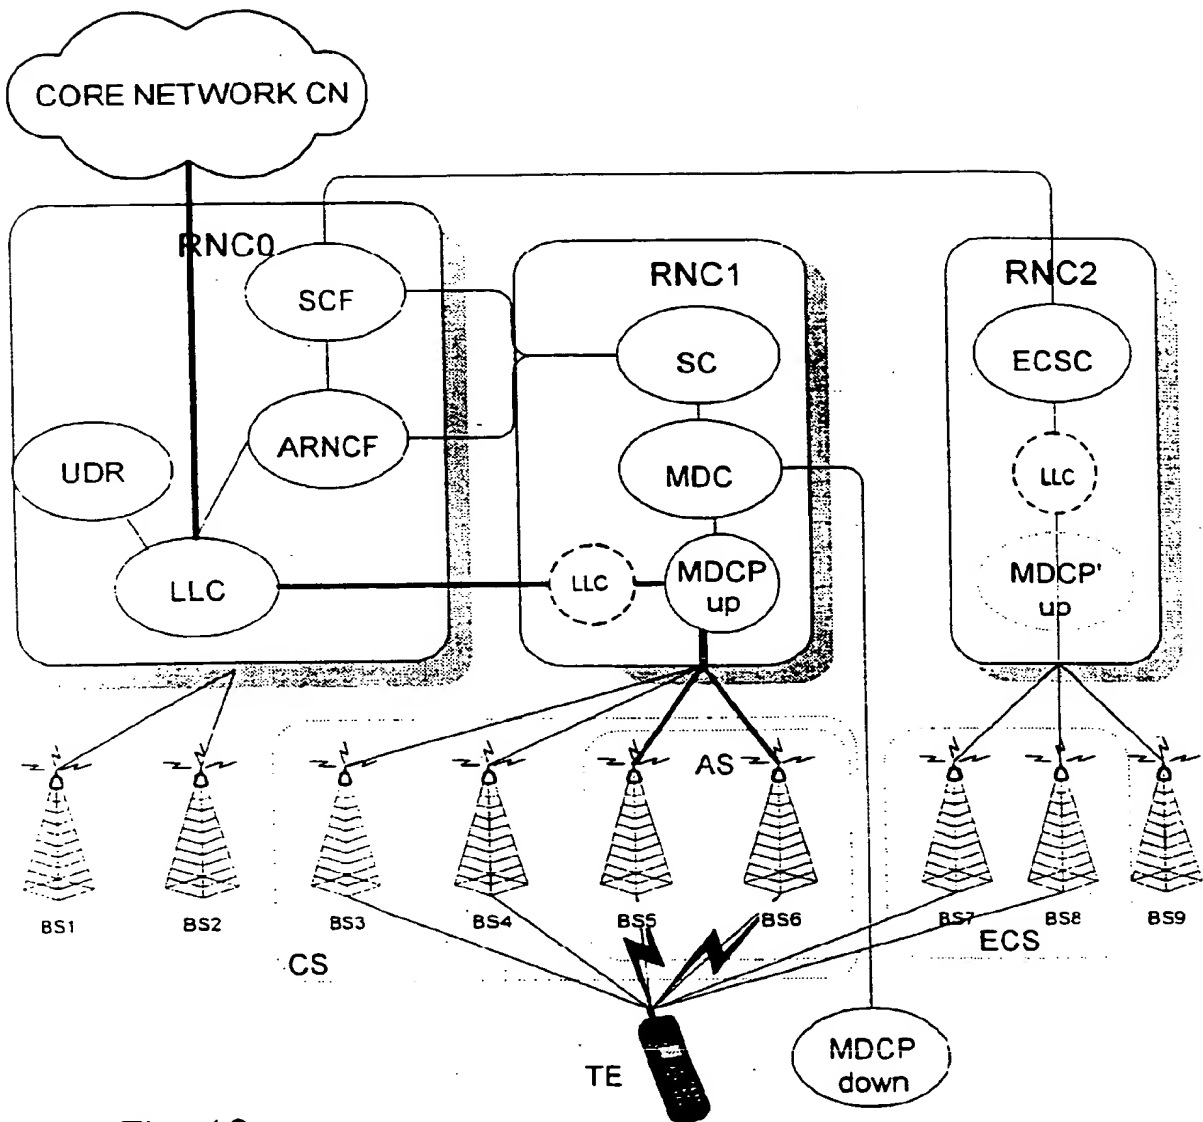 CORE NETWORK CN
RNC0
RNC1
RNC2
SCF
SC
ECSC
ARNCF
UDR
MDC
LLC
LLC
LLC
MDCP
up
MDCP'
up
AS
BS1
BS2
BS3
BS4
BS5
BS6
BS7
BS8
BS9
CS
ECS
TE
MDCP
down